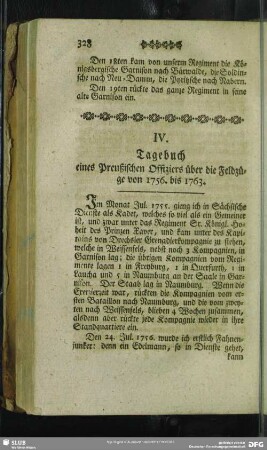 328
Den 18ten kam von unserm Regiment die Kö-
nigsbergische Garnison nach Bärwalde, die Soldin-
sche nach Neu-Damm, die Pyritzsche nach Nabern.
Den 19ten rückte das ganze Regiment in seine
alte Garnison ein.
IV.
Tagebuch
eines Preußischen Offiziers über die Feldzü-
ge von 1756. bis 1763.
Im Monat Jul. 1755. ging ich in Sächsische
Dienste als Kadet, welches so viel als ein Gemeiner
ist, und zwar unter das Regiment Sr. Königl. Ho-
heit des Prinzen Xaver, und kam unter des Kapi-
tains von Drechsler Grenadierkompagnie zu stehen,
welche in Weissenfels, nebst noch 3 Kompagnien, in
Garnison lag; die übrigen Kompagnien vom Regi-
mente lagen 1 in Freyburg, 1 in Querfurth, 1 in
Laucha und 5 in Naumburg an der Saale in Gar-
nison. Der Staab lag in Naumburg. Wenn die
Exerzierzeit war, rückten die Kompagnien vom er-
sten Bataillon nach Naumburg, und die vom zwey-
ten nach Weissenfels, blieben 4 Wochen zusammen,
alsdenn aber rückte jede Kompagnie wieder in ihre
Standquartiere ein.
Den 24. Jul. 1756. wurde ich erstlich Fahnen-
junker: denn ein Edelmann, so in Dienste gehet,
kann
SLUB
DFG